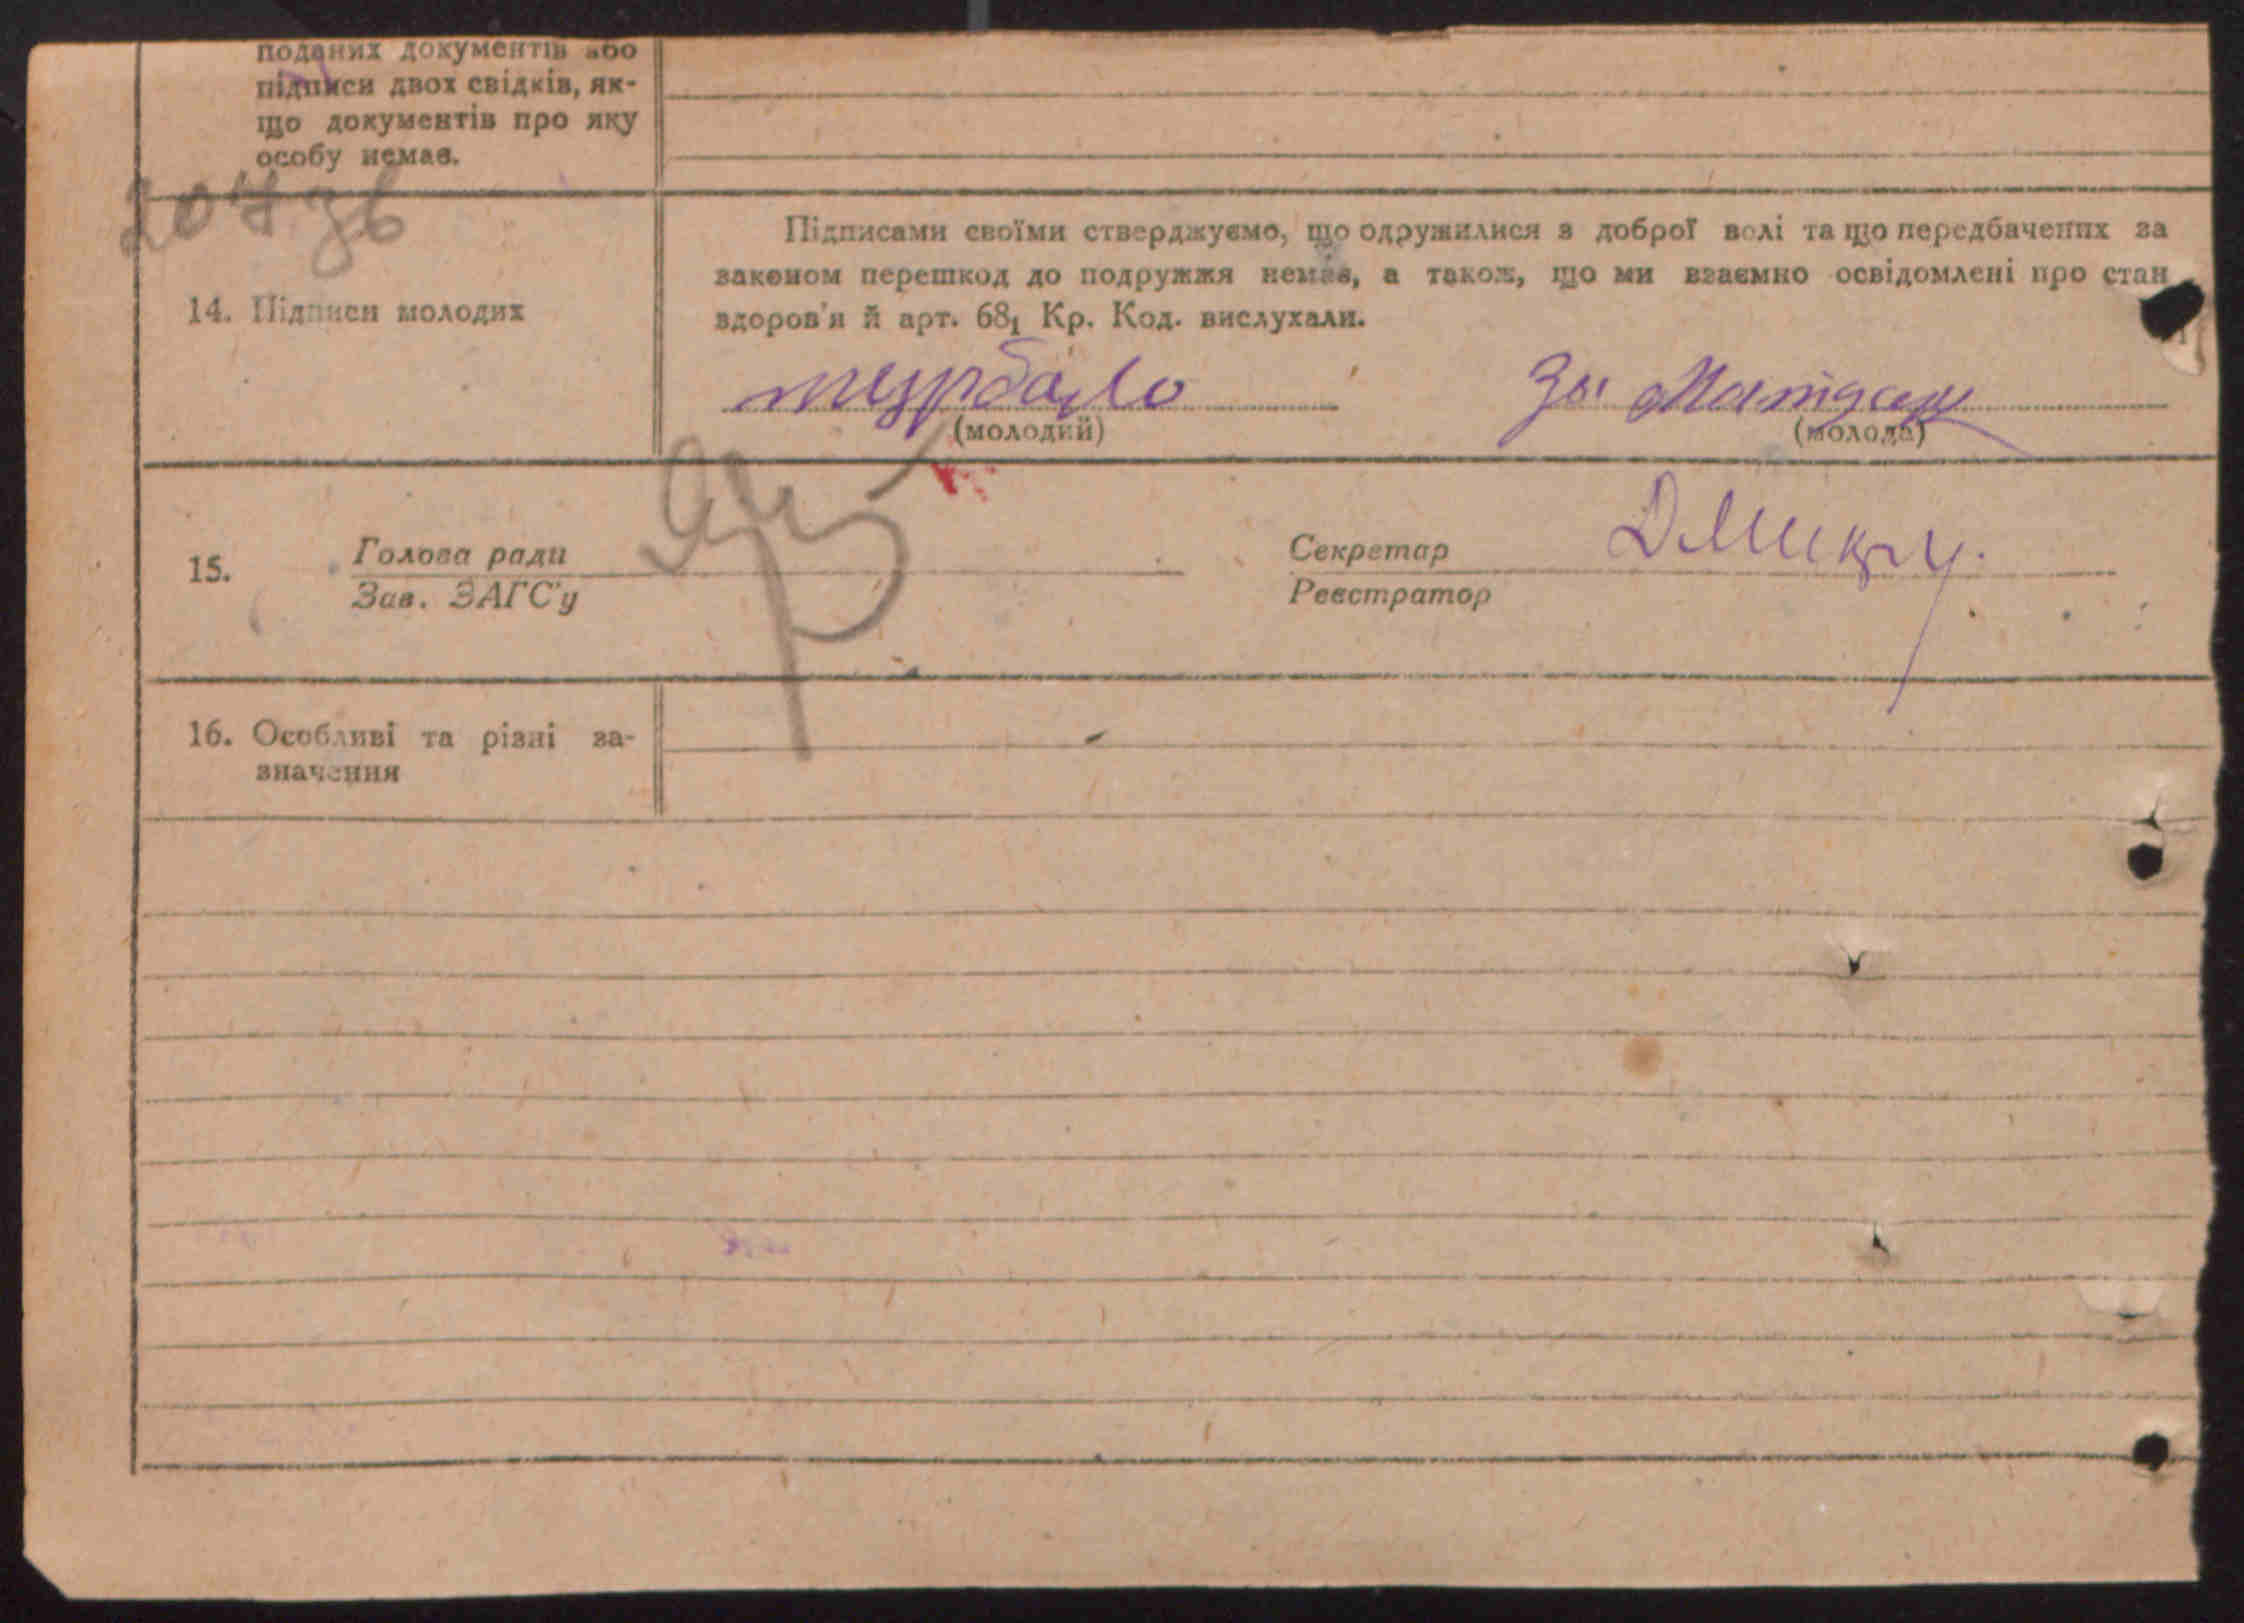 поданих документів або
підписи двох свідків, як-
що документів про яку
особу немає.
14. Підписи молодих
Підписами своїми стверджуємо, що одружилися з доброї волі та що передбачених за
законом перешкод до подружжя немає, а також, що ми взаємно освідомлені про стан
здоров'я й арт. 68₁ Кр. Код. вислухали.
турбало
(молодий)
(молода)
15.
Голова ради
Зав. ЗАГС'у
Секретар
Реєстратор
16. Особливі та різні за-
значення